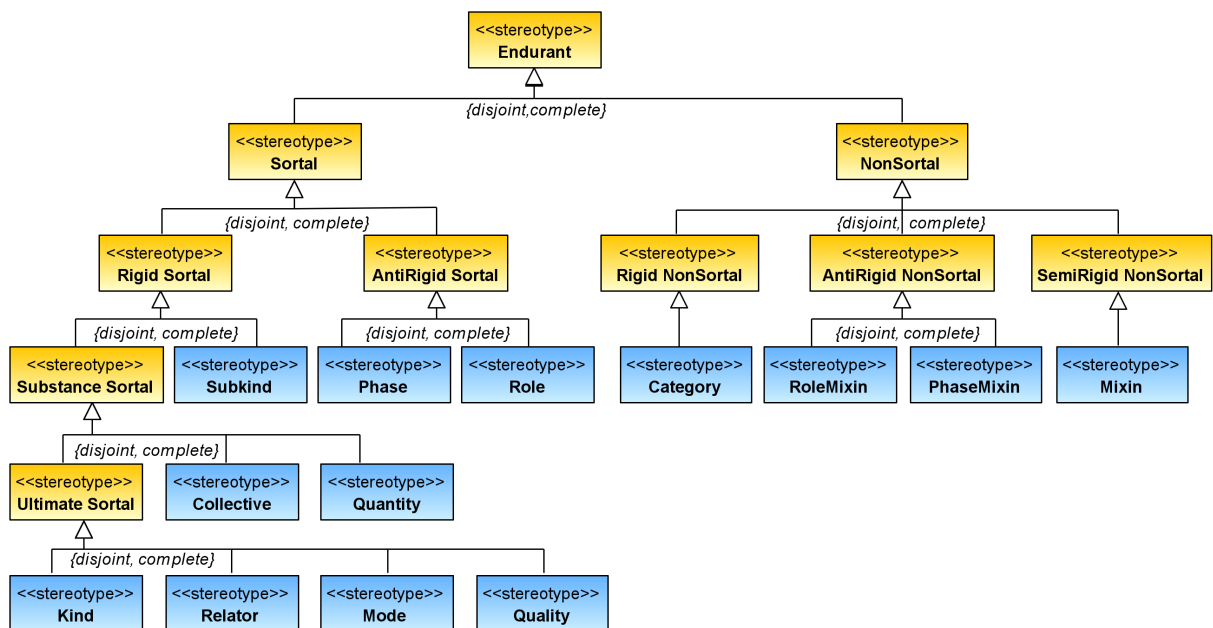 <<stereotype>>
Endurant
{disjoint,complete}
<<stereotype>>
Sortal
<<stereotype>>
NonSortal
{disjoint, complete}
{disjoint, complete}
<<stereotype>>
Rigid Sortal
<<stereotype>>
AntiRigid Sortal
<<stereotype>>
Rigid NonSortal
<<stereotype>>
AntiRigid NonSortal
<<stereotype>>
SemiRigid NonSortal
{disjoint, complete}
{disjoint, complete}
{disjoint, complete}
<<stereotype>>
Substance Sortal
<<stereotype>>
Subkind
<<stereotype>>
Phase
<<stereotype>>
Role
<<stereotype>>
Category
<<stereotype>>
RoleMixin
<<stereotype>>
PhaseMixin
<<stereotype>>
Mixin
{disjoint, complete}
<<stereotype>>
Ultimate Sortal
<<stereotype>>
Collective
<<stereotype>>
Quantity
{disjoint, complete}
<<stereotype>>
Kind
<<stereotype>>
Relator
<<stereotype>>
Mode
<<stereotype>>
Quality